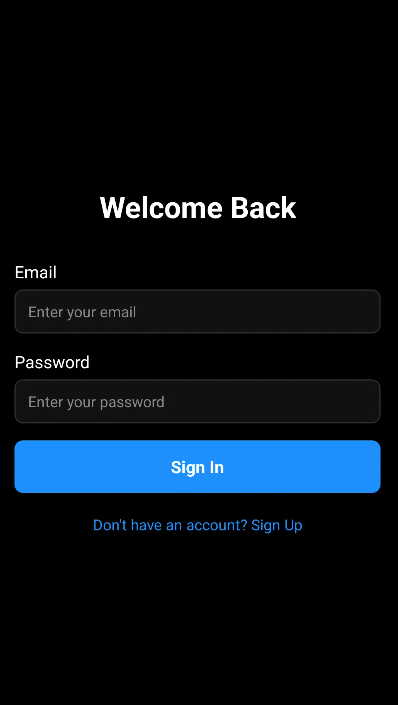 Welcome Back
Email
Enter your email
Password
Enter your password
Sign In
Don't have an account? Sign Up